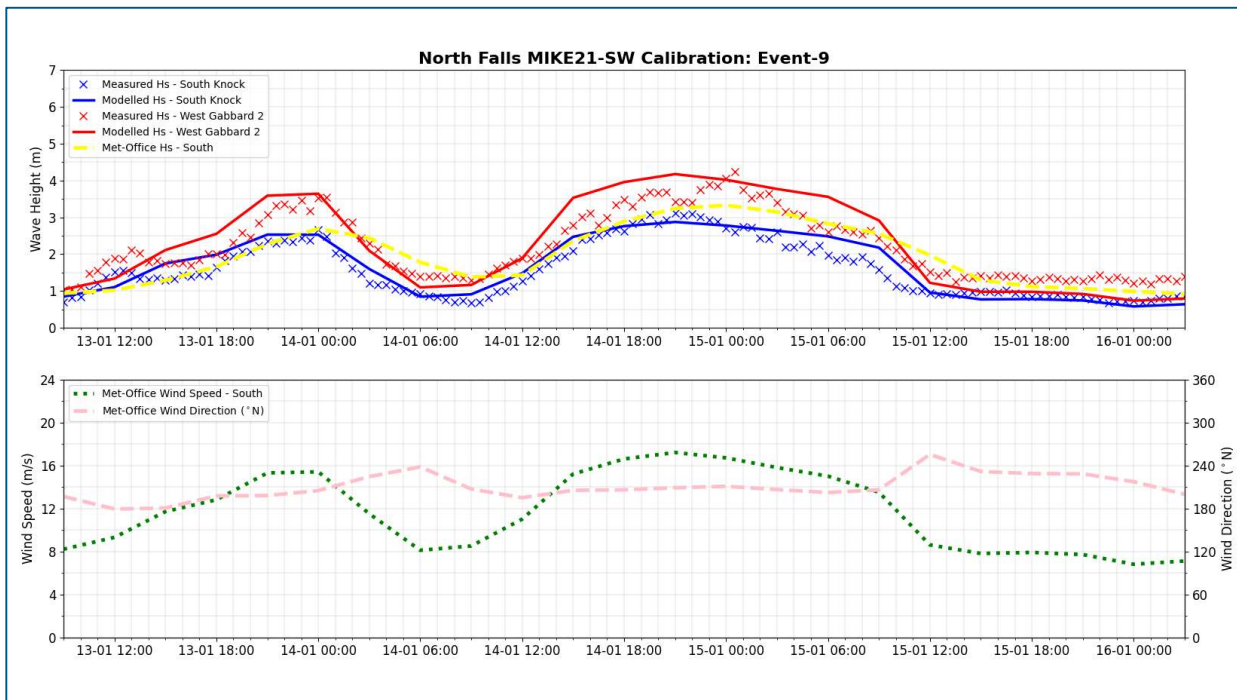 North Falls MIKE21-SW Calibration: Event-9
7
6
5
4
3
2
1
0
Wave Height (m)
Measured Hs - South Knock
Modelled Hs - South Knock
Measured Hs - West Gabbard 2
Modelled Hs - West Gabbard 2
Met-Office Hs - South
13-01 12:00 13-01 18:00 14-01 00:00 14-01 06:00 14-01 12:00 14-01 18:00 15-01 00:00 15-01 06:00 15-01 12:00 15-01 18:00 16-01 00:00
24
20
16
12
8
4
0
Wind Speed (m/s)
Met-Office Wind Speed - South
Met-Office Wind Direction (°N)
360
300
240
180
120
60
0
Wind Direction (°N)
13-01 12:00 13-01 18:00 14-01 00:00 14-01 06:00 14-01 12:00 14-01 18:00 15-01 00:00 15-01 06:00 15-01 12:00 15-01 18:00 16-01 00:00